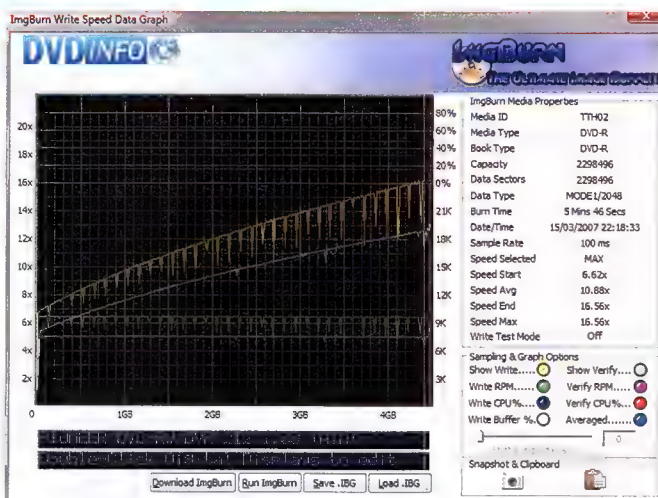 ImgBurn Write Speed Data Graph
DVDINFO
IMGBURN
THE ULTIMATE IMAGE BURNER
20x
18x
16x
14x
12x
10x
8x
6x
4x
2x
80%
60%
40%
20%
0%
21K
18K
15K
12K
9K
6K
3K
0
1GB
2GB
3GB
4GB
ImgBurn Media Properties
Media ID TTH02
Media Type DVD-R
Book Type DVD-R
Capacity 2298496
Data Sectors 2298496
Data Type MODE1/2048
Burn Time 5 Mins 46 Secs
Date/Time 15/03/2007 22:18:33
Sample Rate 100 ms
Speed Selected MAX
Speed Start 6.62x
Speed Avg 10.88x
Speed End 16.56x
Speed Max 16.56x
Write Test Mode Off
Sampling & Graph Options
Show Write..... Show Verify.....
Write RPM..... Verify RPM.....
Write CPU%.... Verify CPU%...
Write Buffer %. Averaged.......
0
Snapshot & Clipboard
Download ImgBurn
Run ImgBurn
Save .IBG
Load .IBG